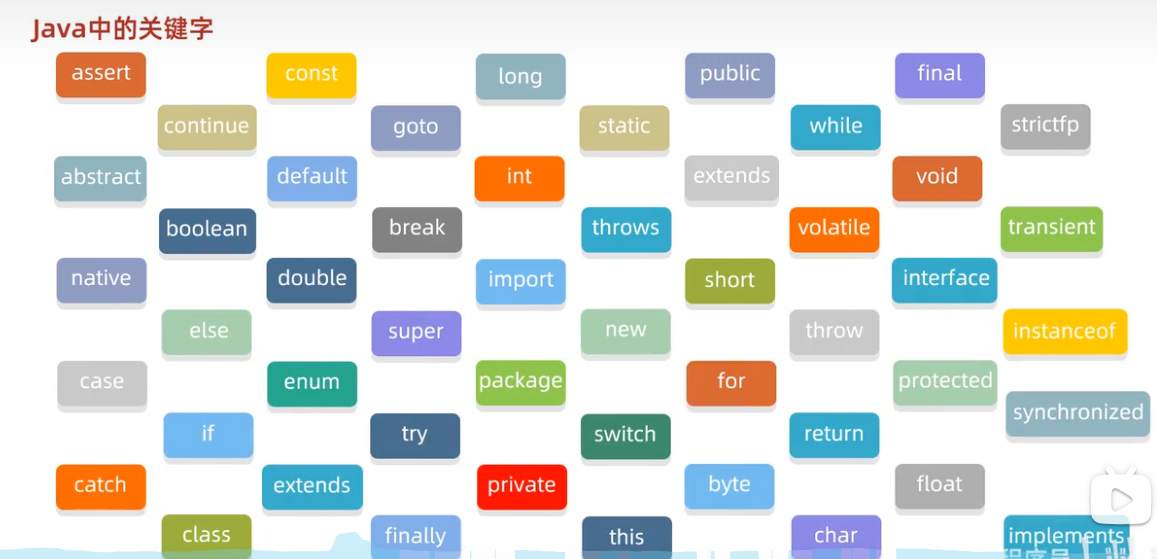 Java中的关键字
assert const long public final
continue goto static while strictfp
abstract default int extends void
boolean break throws volatile transient
native double import short interface
else super new throw instanceof
case enum package for protected
synchronized
if try switch return
catch extends private byte float
class finally this char implements
程序员